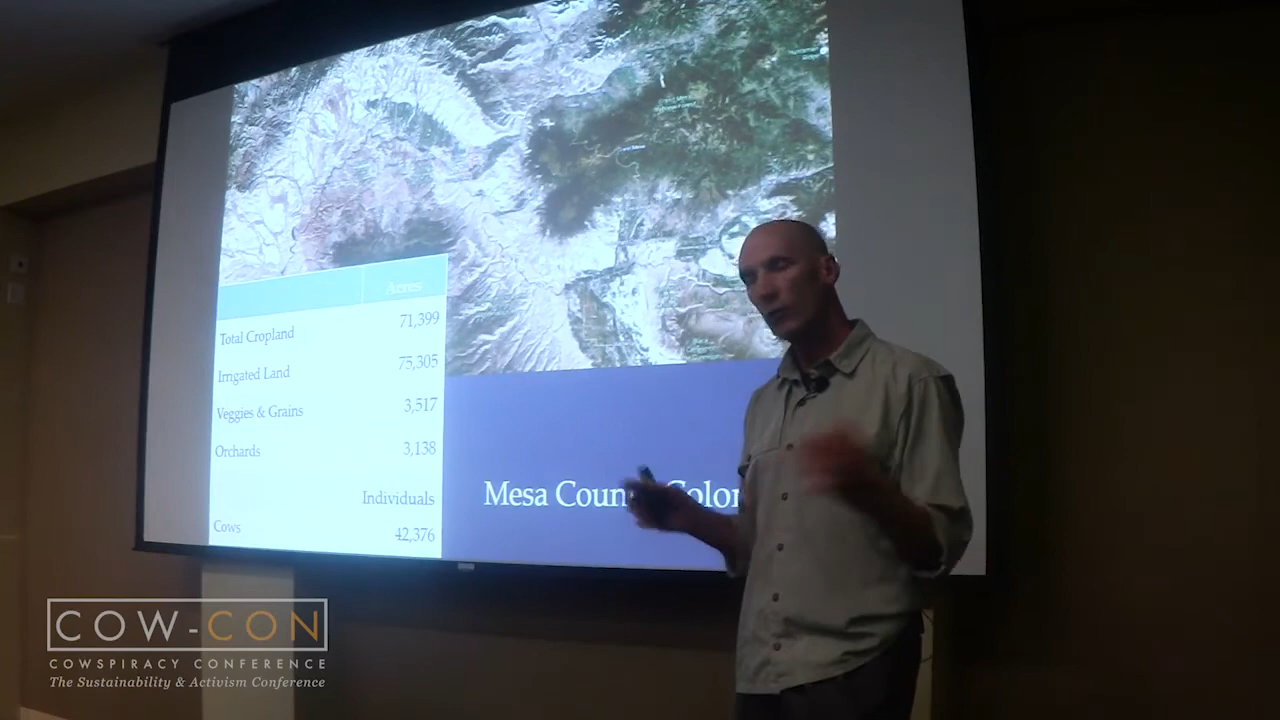 Acres
Total Cropland 71,399
Irrigated Land 75,305
Veggies & Grains 3,517
Orchards 3,138
Individuals
Cows 42,376
Mesa Coun Color
COW-CON
COWSPIRACY CONFERENCE
The Sustainability & Activism Conference